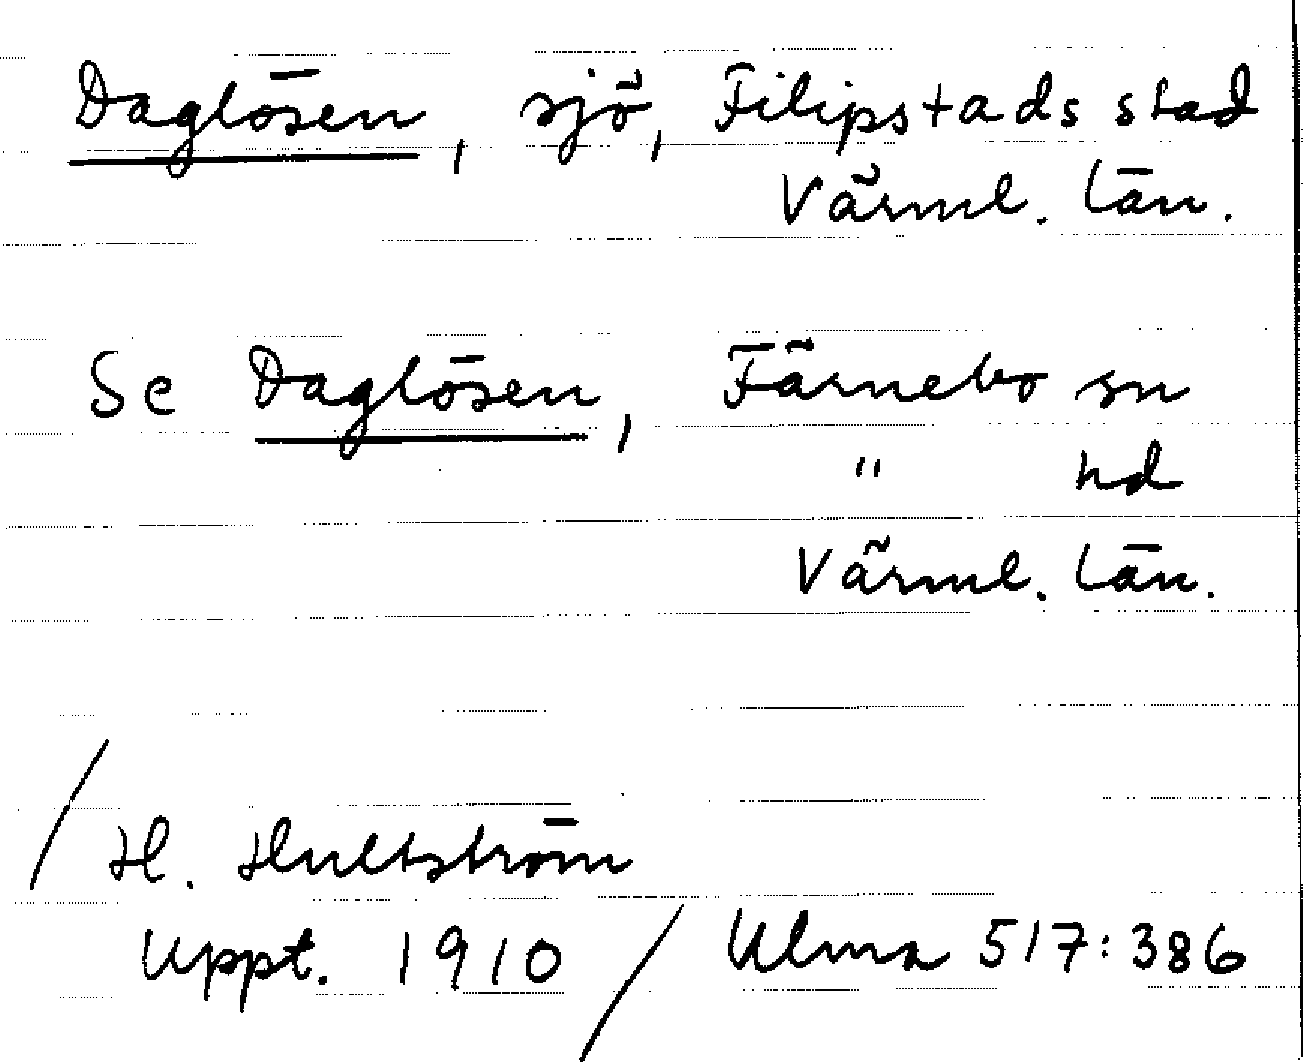 Daglösen, sjö, Filipstads stad
Värml. län.
Se Daglösen, Färnebo sn
" hd
Värml. län.
/ H. Hultström
Uppt. 1910 / Ulma 517:386